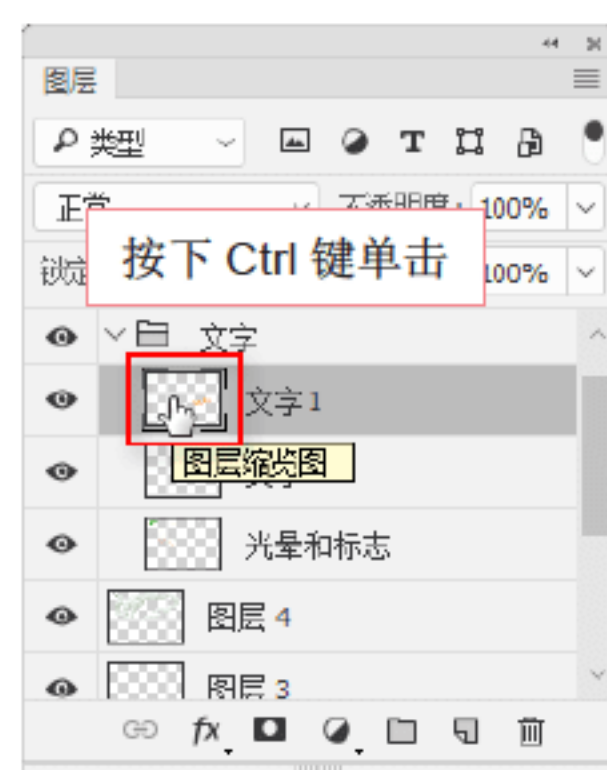 图层
类型
T
正常
不透明度: 100%
锁定
按下 Ctrl 键单击
100%
文字
文字 1
图层缩览图
光晕和标志
图层 4
图层 3
fx